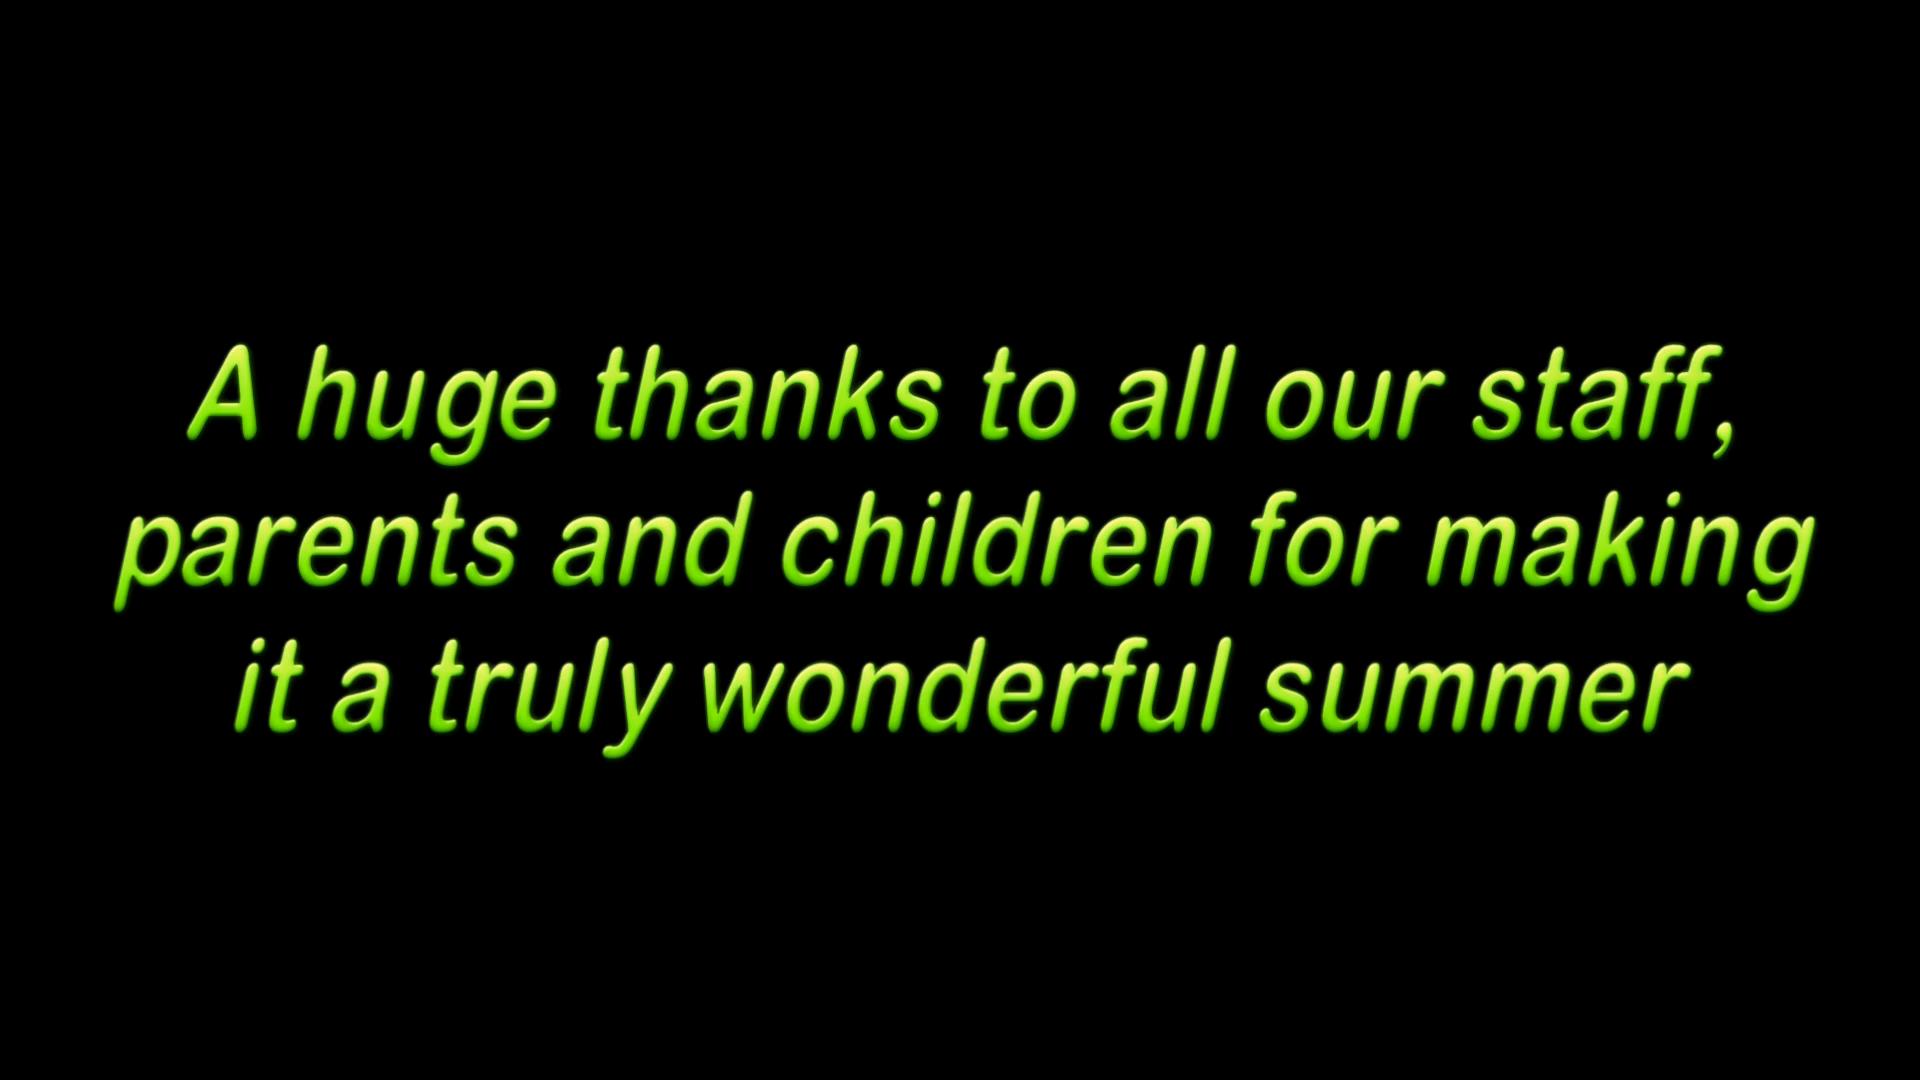 A huge thanks to all our staff,
parents and children for making
it a truly wonderful summer